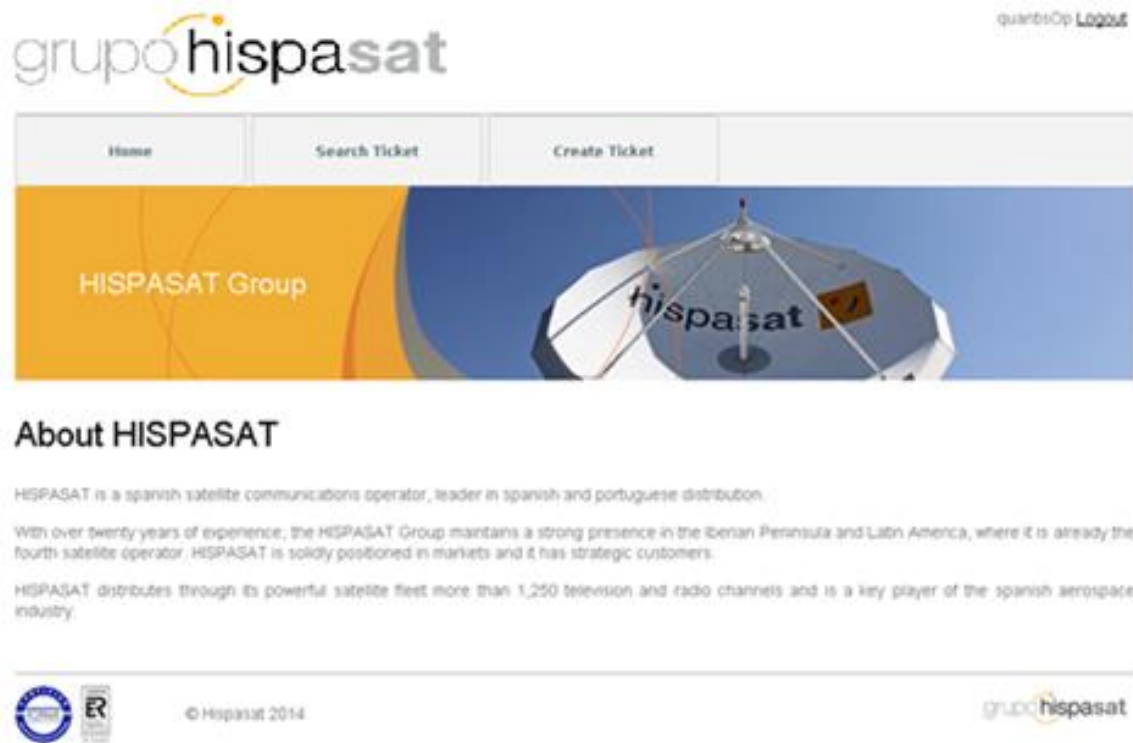 grupohispasat
quantisOp Logout
Home
Search Ticket
Create Ticket
HISPASAT Group
hispasat
About HISPASAT
HISPASAT is a spanish satellite communications operator, leader in spanish and portuguese distribution.
With over twenty years of experience, the HISPASAT Group maintains a strong presence in the Iberian Peninsula and Latin America, where it is already the
fourth satellite operator. HISPASAT is solidly positioned in markets and it has strategic customers.
HISPASAT distributes through its powerful satellite fleet more than 1,250 television and radio channels and is a key player of the spanish aerospace
industry.
ER
© Hispasat 2014
grupohispasat